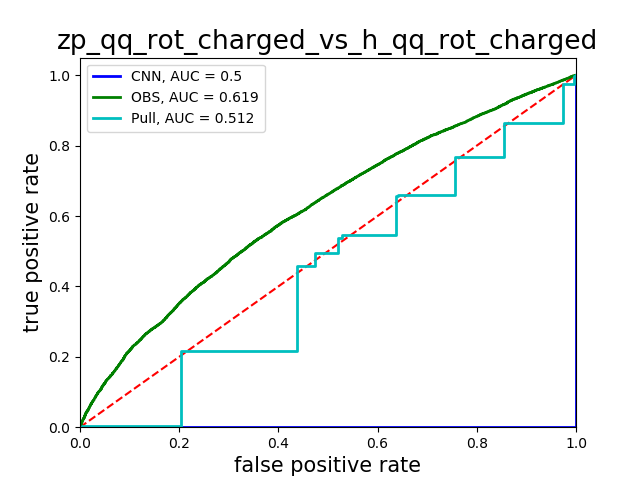 zp_qq_rot_charged_vs_h_qq_rot_charged
CNN, AUC = 0.5
OBS, AUC = 0.619
Pull, AUC = 0.512
true positive rate
1.0
0.8
0.6
0.4
0.2
0.0
0.0 0.2 0.4 0.6 0.8 1.0
false positive rate